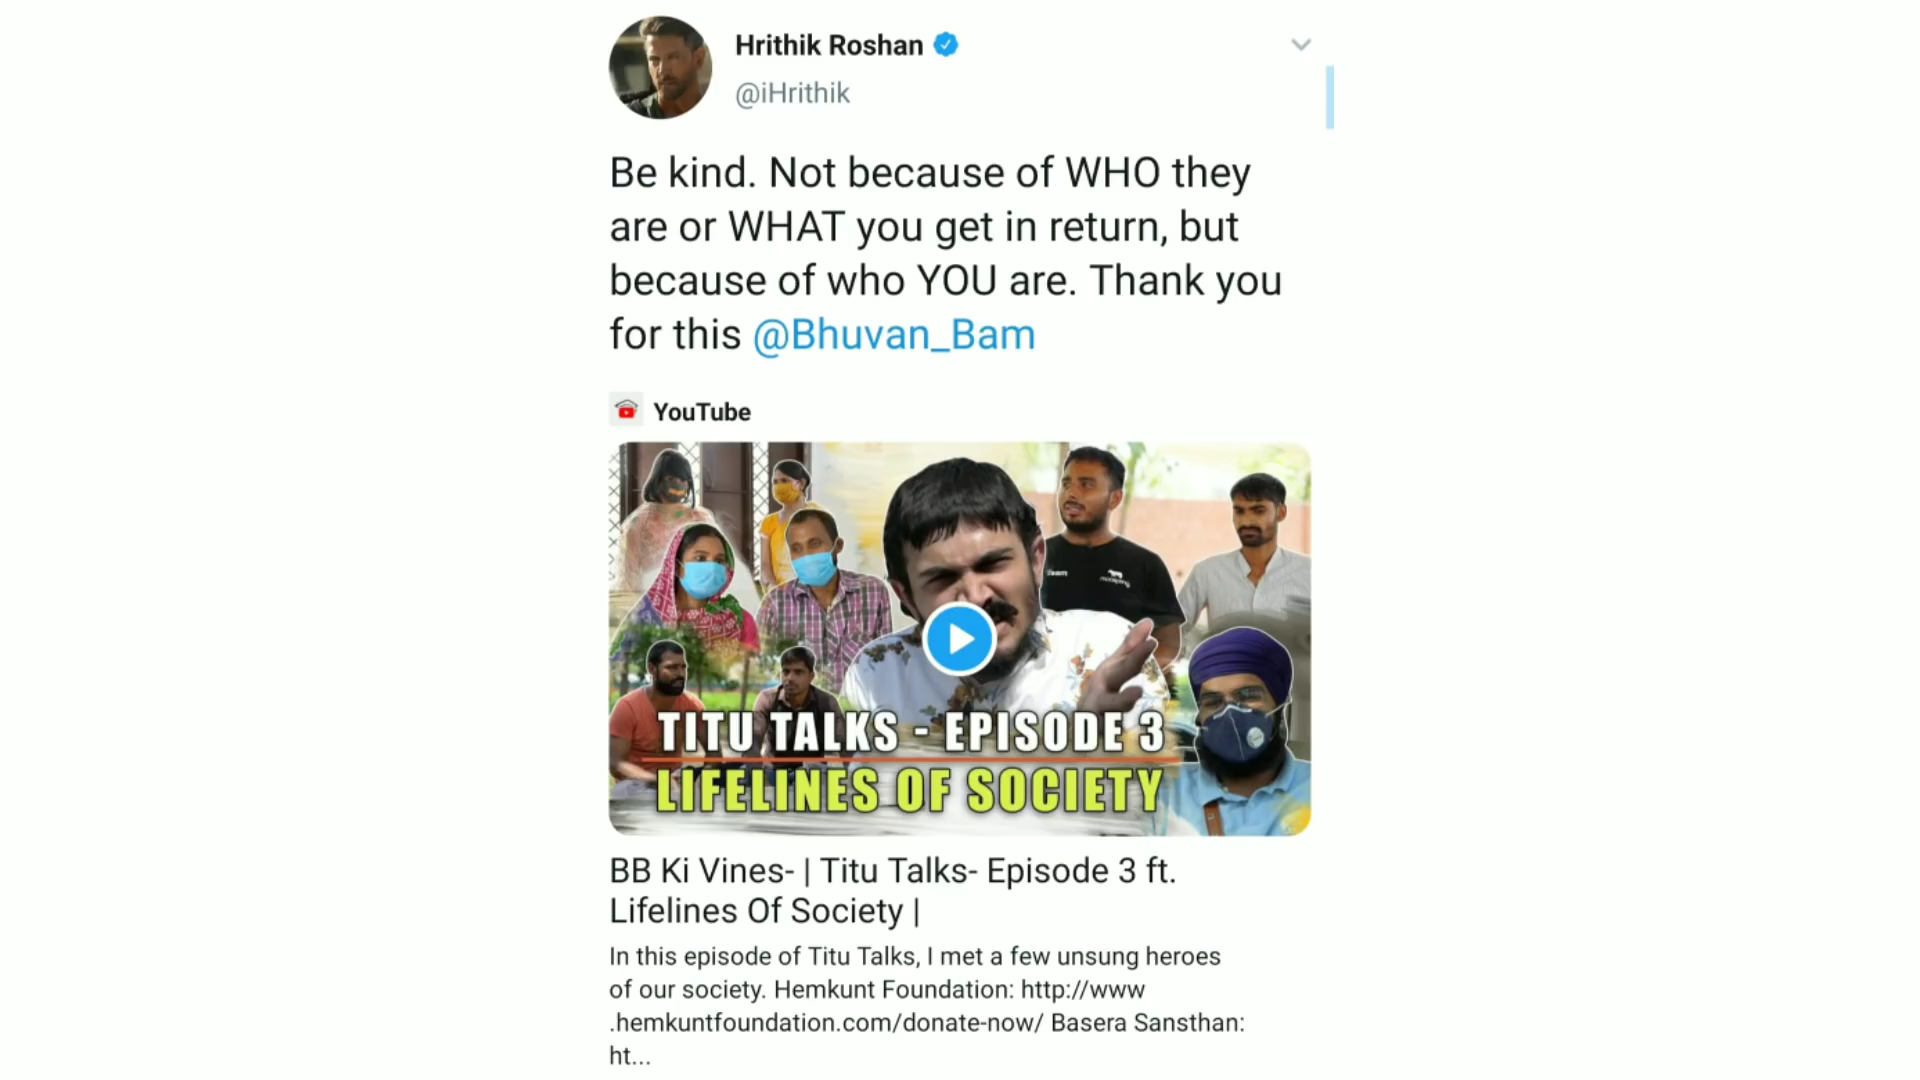 Hrithik Roshan
@iHrithik
Be kind. Not because of WHO they
are or WHAT you get in return, but
because of who YOU are. Thank you
for this @Bhuvan_Bam
YouTube
Team
TITU TALKS - EPISODE 3
LIFELINES OF SOCIETY
BB Ki Vines- | Titu Talks- Episode 3 ft.
Lifelines Of Society |
In this episode of Titu Talks, I met a few unsung heroes
of our society. Hemkunt Foundation: http://www
.hemkuntfoundation.com/donate-now/ Basera Sansthan:
ht...